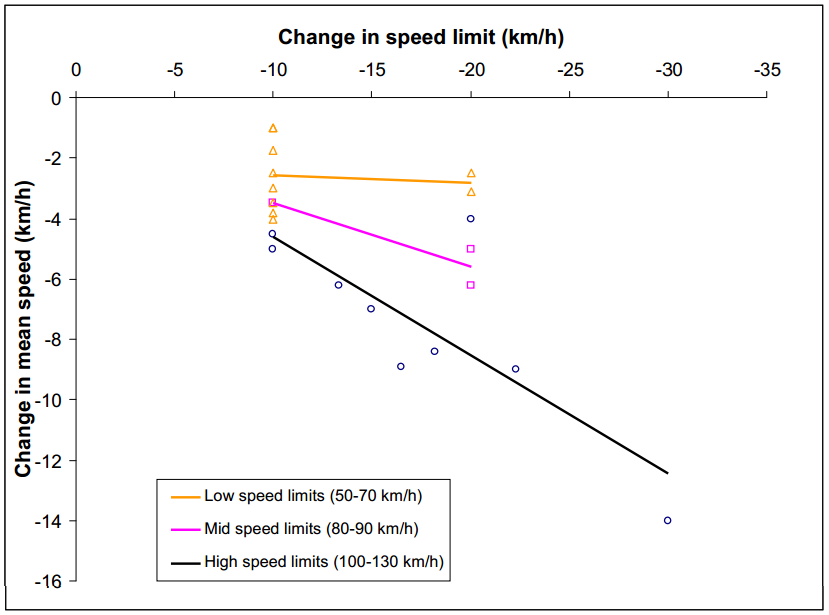 Change in speed limit (km/h)
0 -5 -10 -15 -20 -25 -30 -35
0
-2
-4
-6
-8
-10
-12
-14
-16
Change in mean speed (km/h)
Low speed limits (50-70 km/h)
Mid speed limits (80-90 km/h)
High speed limits (100-130 km/h)